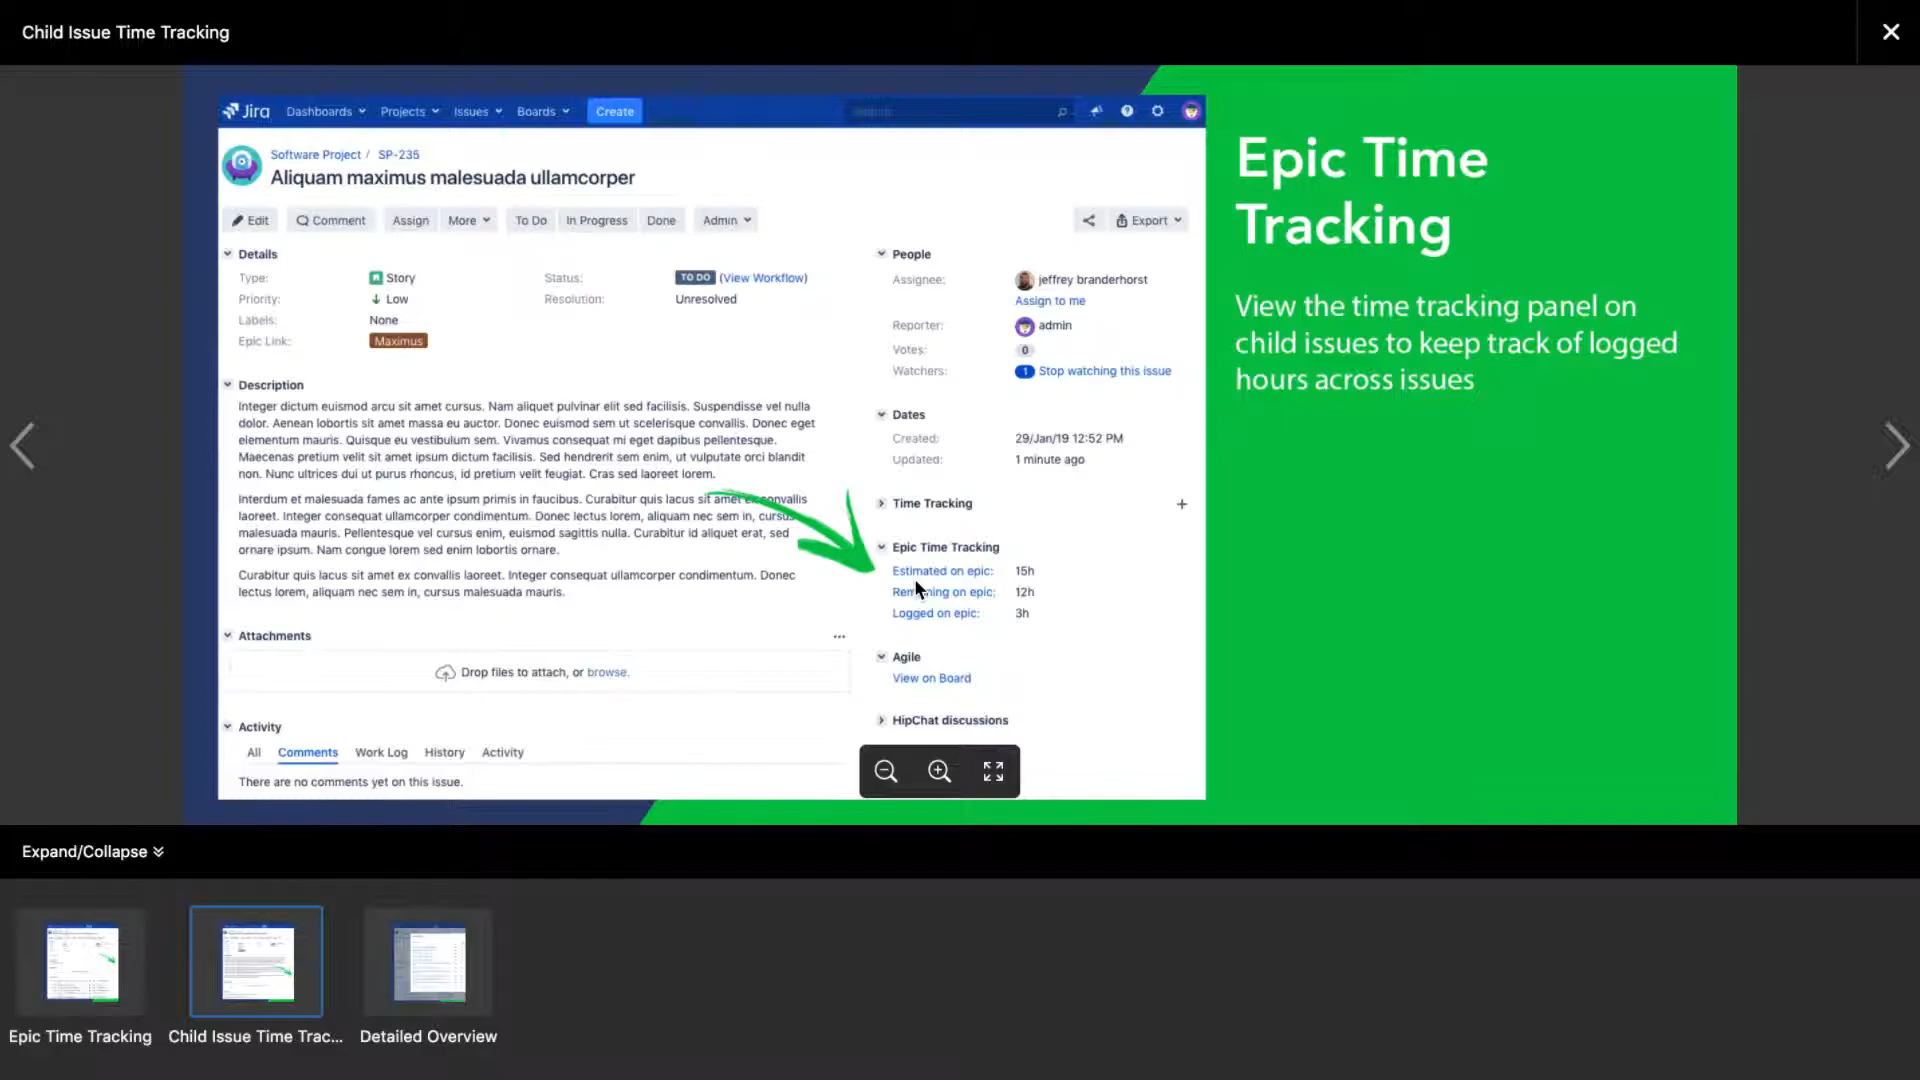 Child Issue Time Tracking
Jira Dashboards Projects Issues Boards Create Search
Software Project / SP-235
Aliquam maximus malesuada ullamcorper
Edit Comment Assign More To Do In Progress Done Admin Export
Details
Type: Story Status: TO DO (View Workflow)
Priority: Low Resolution: Unresolved
Labels: None
Epic Link: Maximus
Description
Integer dictum euismod arcu sit amet cursus. Nam aliquet pulvinar elit sed facilisis. Suspendisse vel nulla
dolor. Aenean lobortis sit amet massa eu auctor. Donec euismod sem ut scelerisque convallis. Donec eget
elementum mauris. Quisque eu vestibulum sem. Vivamus consequat mi eget dapibus pellentesque.
Maecenas pretium velit sit amet ipsum dictum facilisis. Sed hendrerit sem enim, ut vulputate orci blandit
non. Nunc ultrices dui ut purus rhoncus, id pretium velit feugiat. Cras sed laoreet lorem.
Interdum et malesuada fames ac ante ipsum primis in faucibus. Curabitur quis lacus sit amet ex convallis
laoreet. Integer consequat ullamcorper condimentum. Donec lectus lorem, aliquam nec sem in, cursus
malesuada mauris. Pellentesque vel cursus enim, euismod sagittis nulla. Curabitur id aliquet erat, sed
ornare ipsum. Nam congue lorem sed enim lobortis ornare.
Curabitur quis lacus sit amet ex convallis laoreet. Integer consequat ullamcorper condimentum. Donec
lectus lorem, aliquam nec sem in, cursus malesuada mauris.
Attachments
Drop files to attach, or browse.
Activity
All Comments Work Log History Activity
There are no comments yet on this issue.
People
Assignee: jeffrey branderhorst
Assign to me
Reporter: admin
Votes: 0
Watchers: 1 Stop watching this issue
Dates
Created: 29/Jan/19 12:52 PM
Updated: 1 minute ago
Time Tracking
Epic Time Tracking
Estimated on epic: 15h
Remaining on epic: 12h
Logged on epic: 3h
Agile
View on Board
HipChat discussions
Epic Time
Tracking
View the time tracking panel on
child issues to keep track of logged
hours across issues
Expand/Collapse
Epic Time Tracking
Child Issue Time Trac...
Detailed Overview